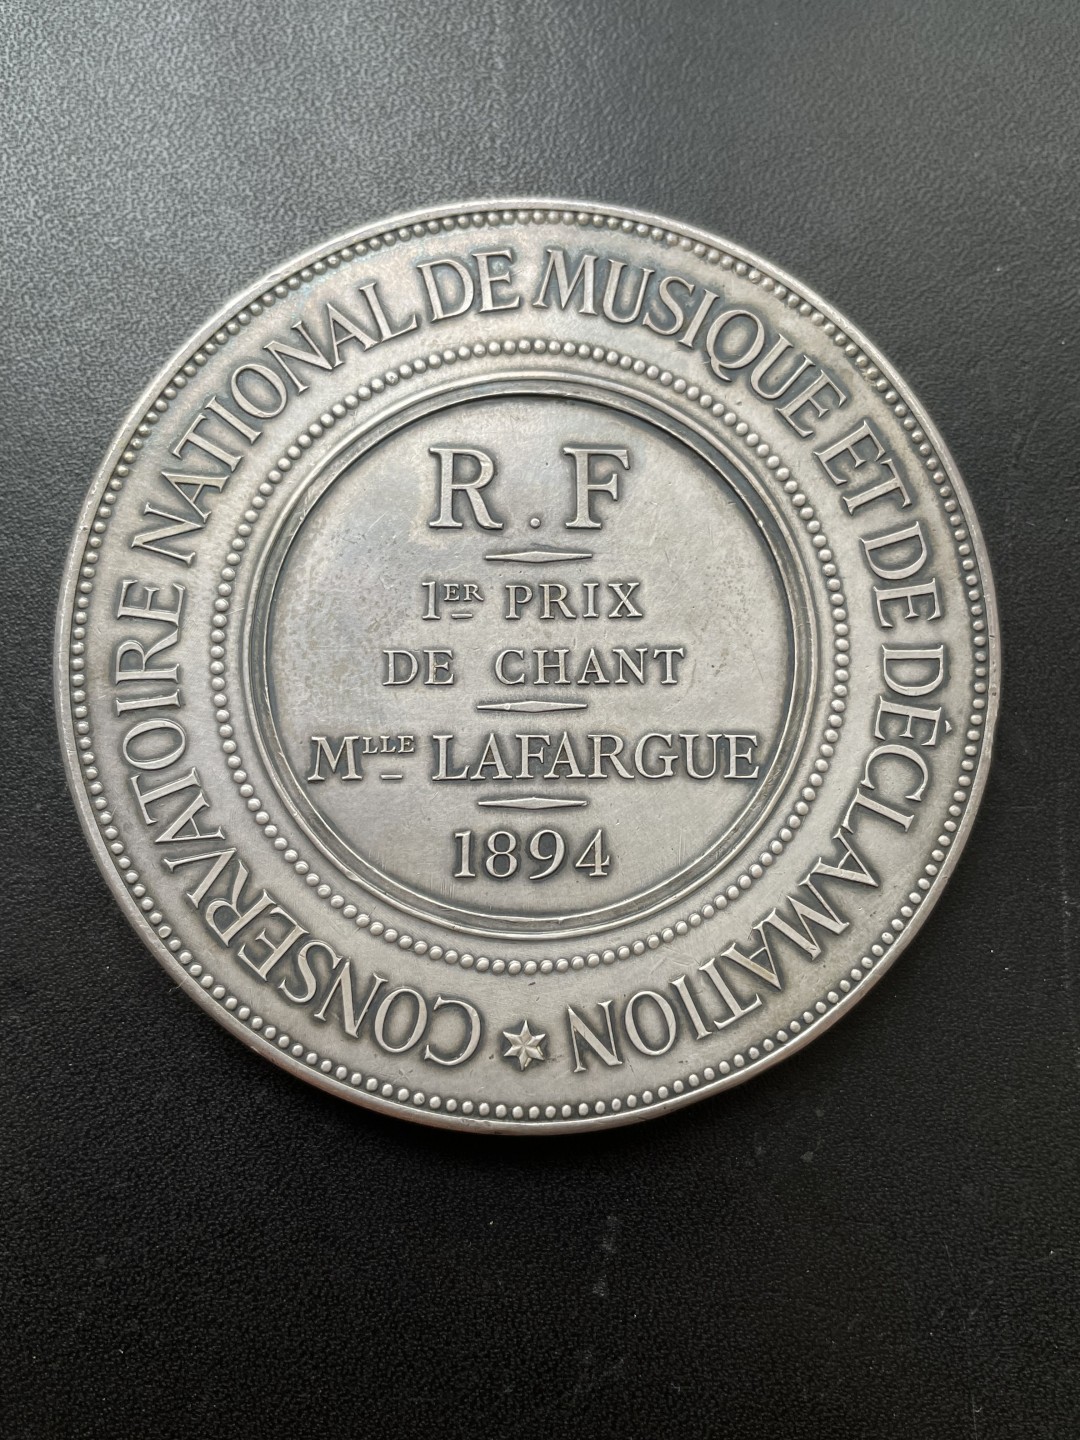 CONSERVATOIRE NATIONAL DE MUSIQUE ET DE DÉCLAMATION
R . F
1ER PRIX
DE CHANT
MLLE LAFARGUE
1894